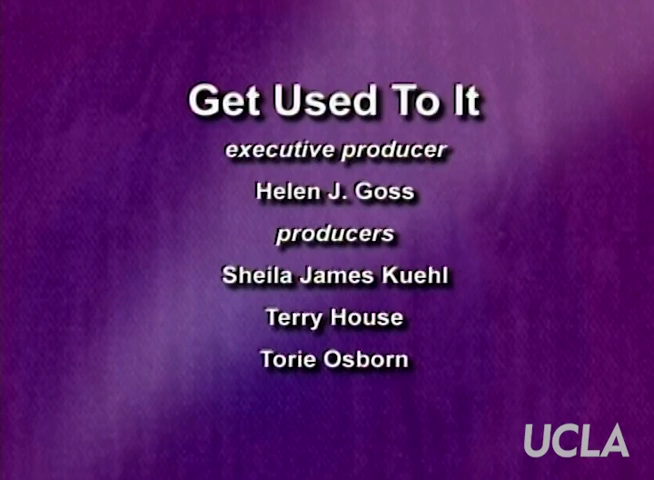 Get Used To It
executive producer
Helen J. Goss
producers
Sheila James Kuehl
Terry House
Torie Osborn
UCLA